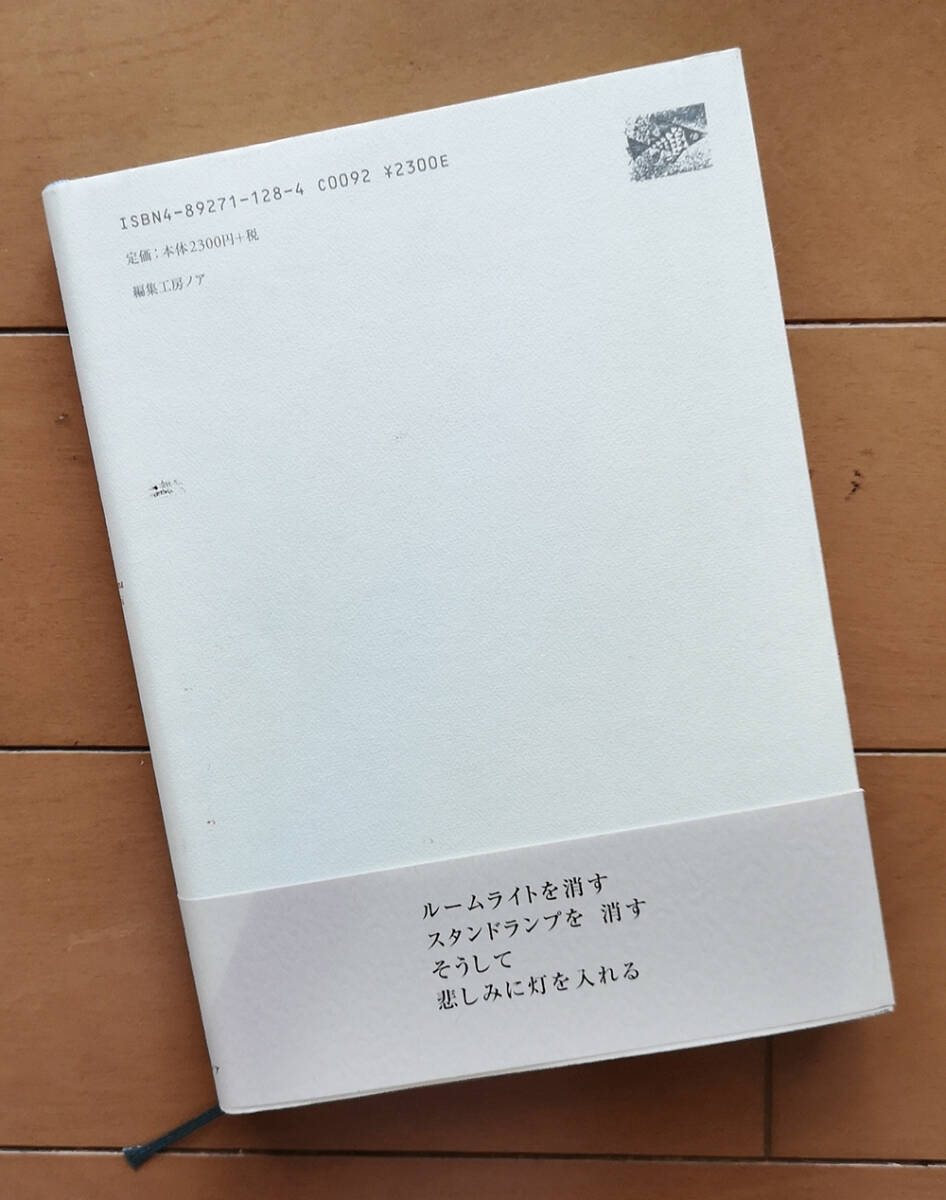 ISBN4-89271-128-4 C0092 ¥2300E
定価；本体2300円＋税
編集工房ノア
ルームライトを消す
スタンドランプを 消す
そうして
悲しみに灯を入れる